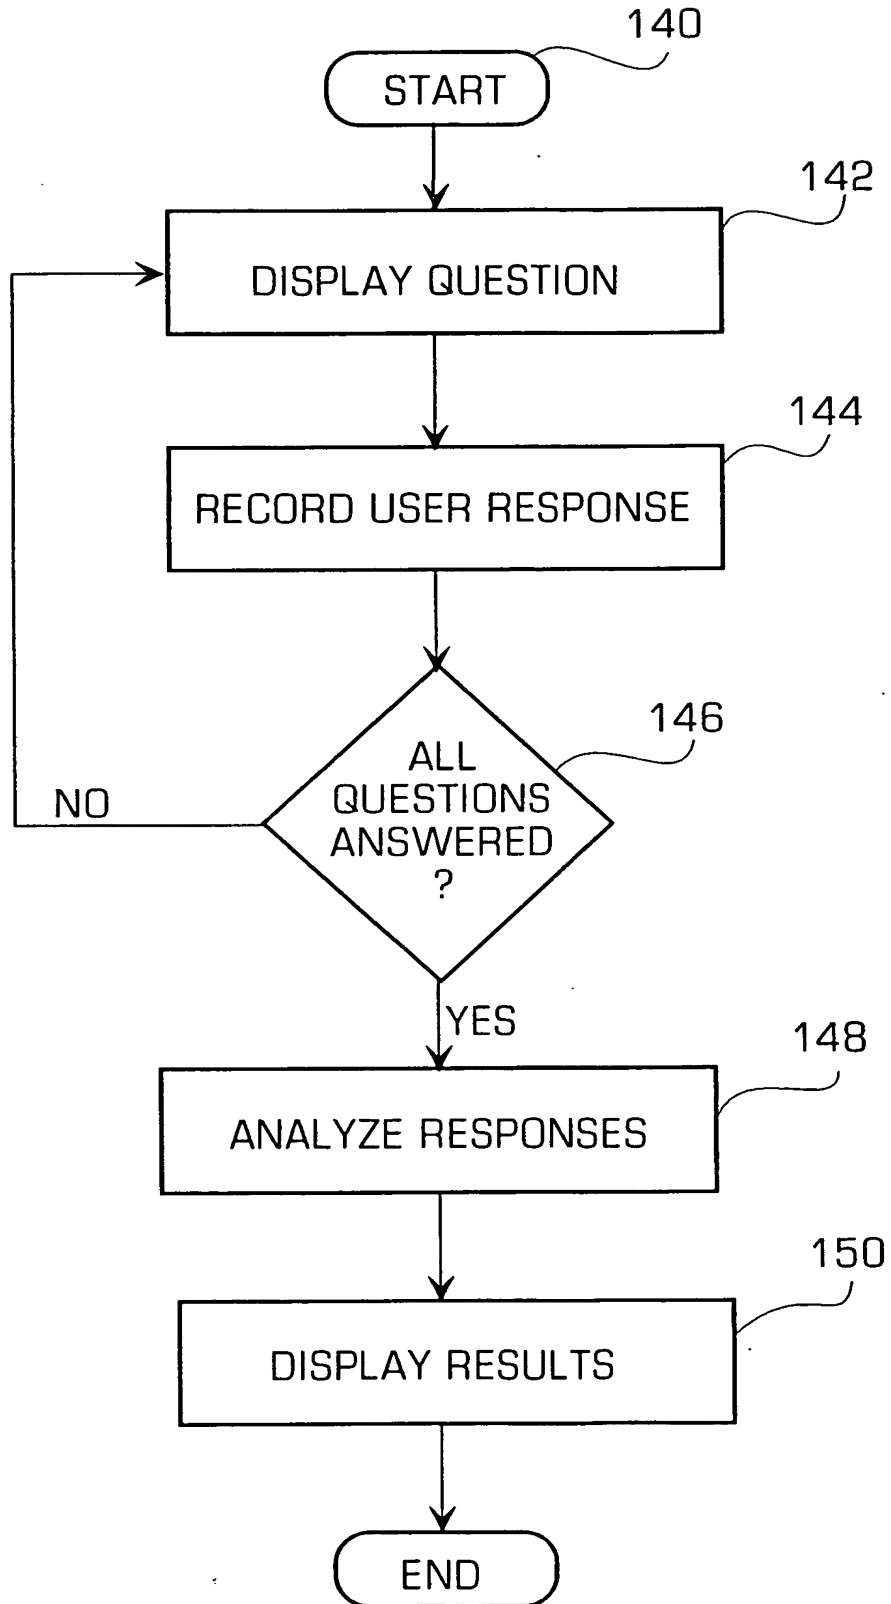 140
START
142
DISPLAY QUESTION
144
RECORD USER RESPONSE
146
ALL
QUESTIONS
ANSWERED
?
NO
YES
148
ANALYZE RESPONSES
150
DISPLAY RESULTS
END